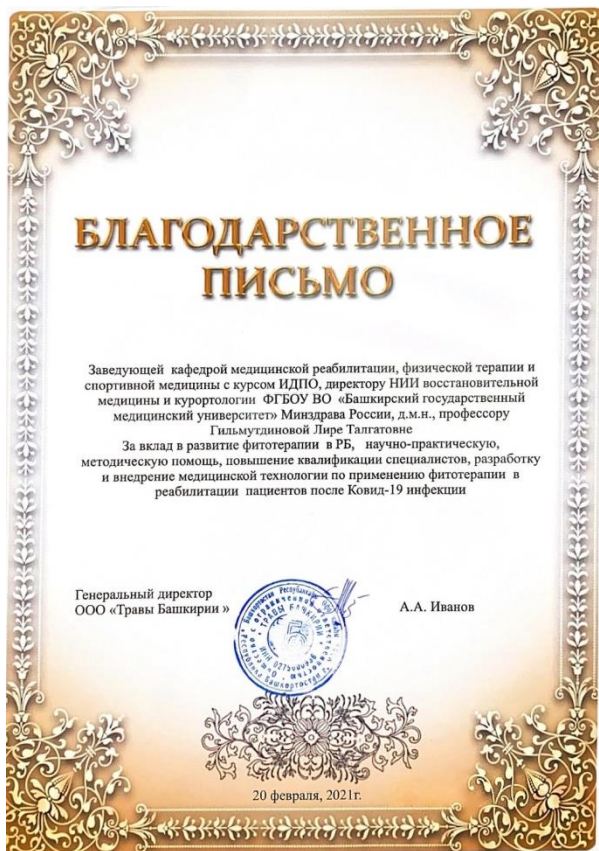 БЛАГОДАРСТВЕННОЕ
ПИСЬМО
Заведующей кафедрой медицинской реабилитации, физической терапии и
спортивной медицины с курсом ИДПО, директору НИИ восстановительной
медицины и курортологии ФГБОУ ВО «Башкирский государственный
медицинский университет» Минздрава России, д.м.н., профессору
Гильмутдиновой Лире Талгатовне
За вклад в развитие фитотерапии в РБ, научно-практическую,
методическую помощь, повышение квалификации специалистов, разработку
и внедрение медицинской технологии по применению фитотерапии в
реабилитации пациентов после Ковид-19 инфекции
Генеральный директор
ООО «Травы Башкирии »
А.А. Иванов
ТРАВЫ БАШКИРИИ
20 февраля, 2021г.